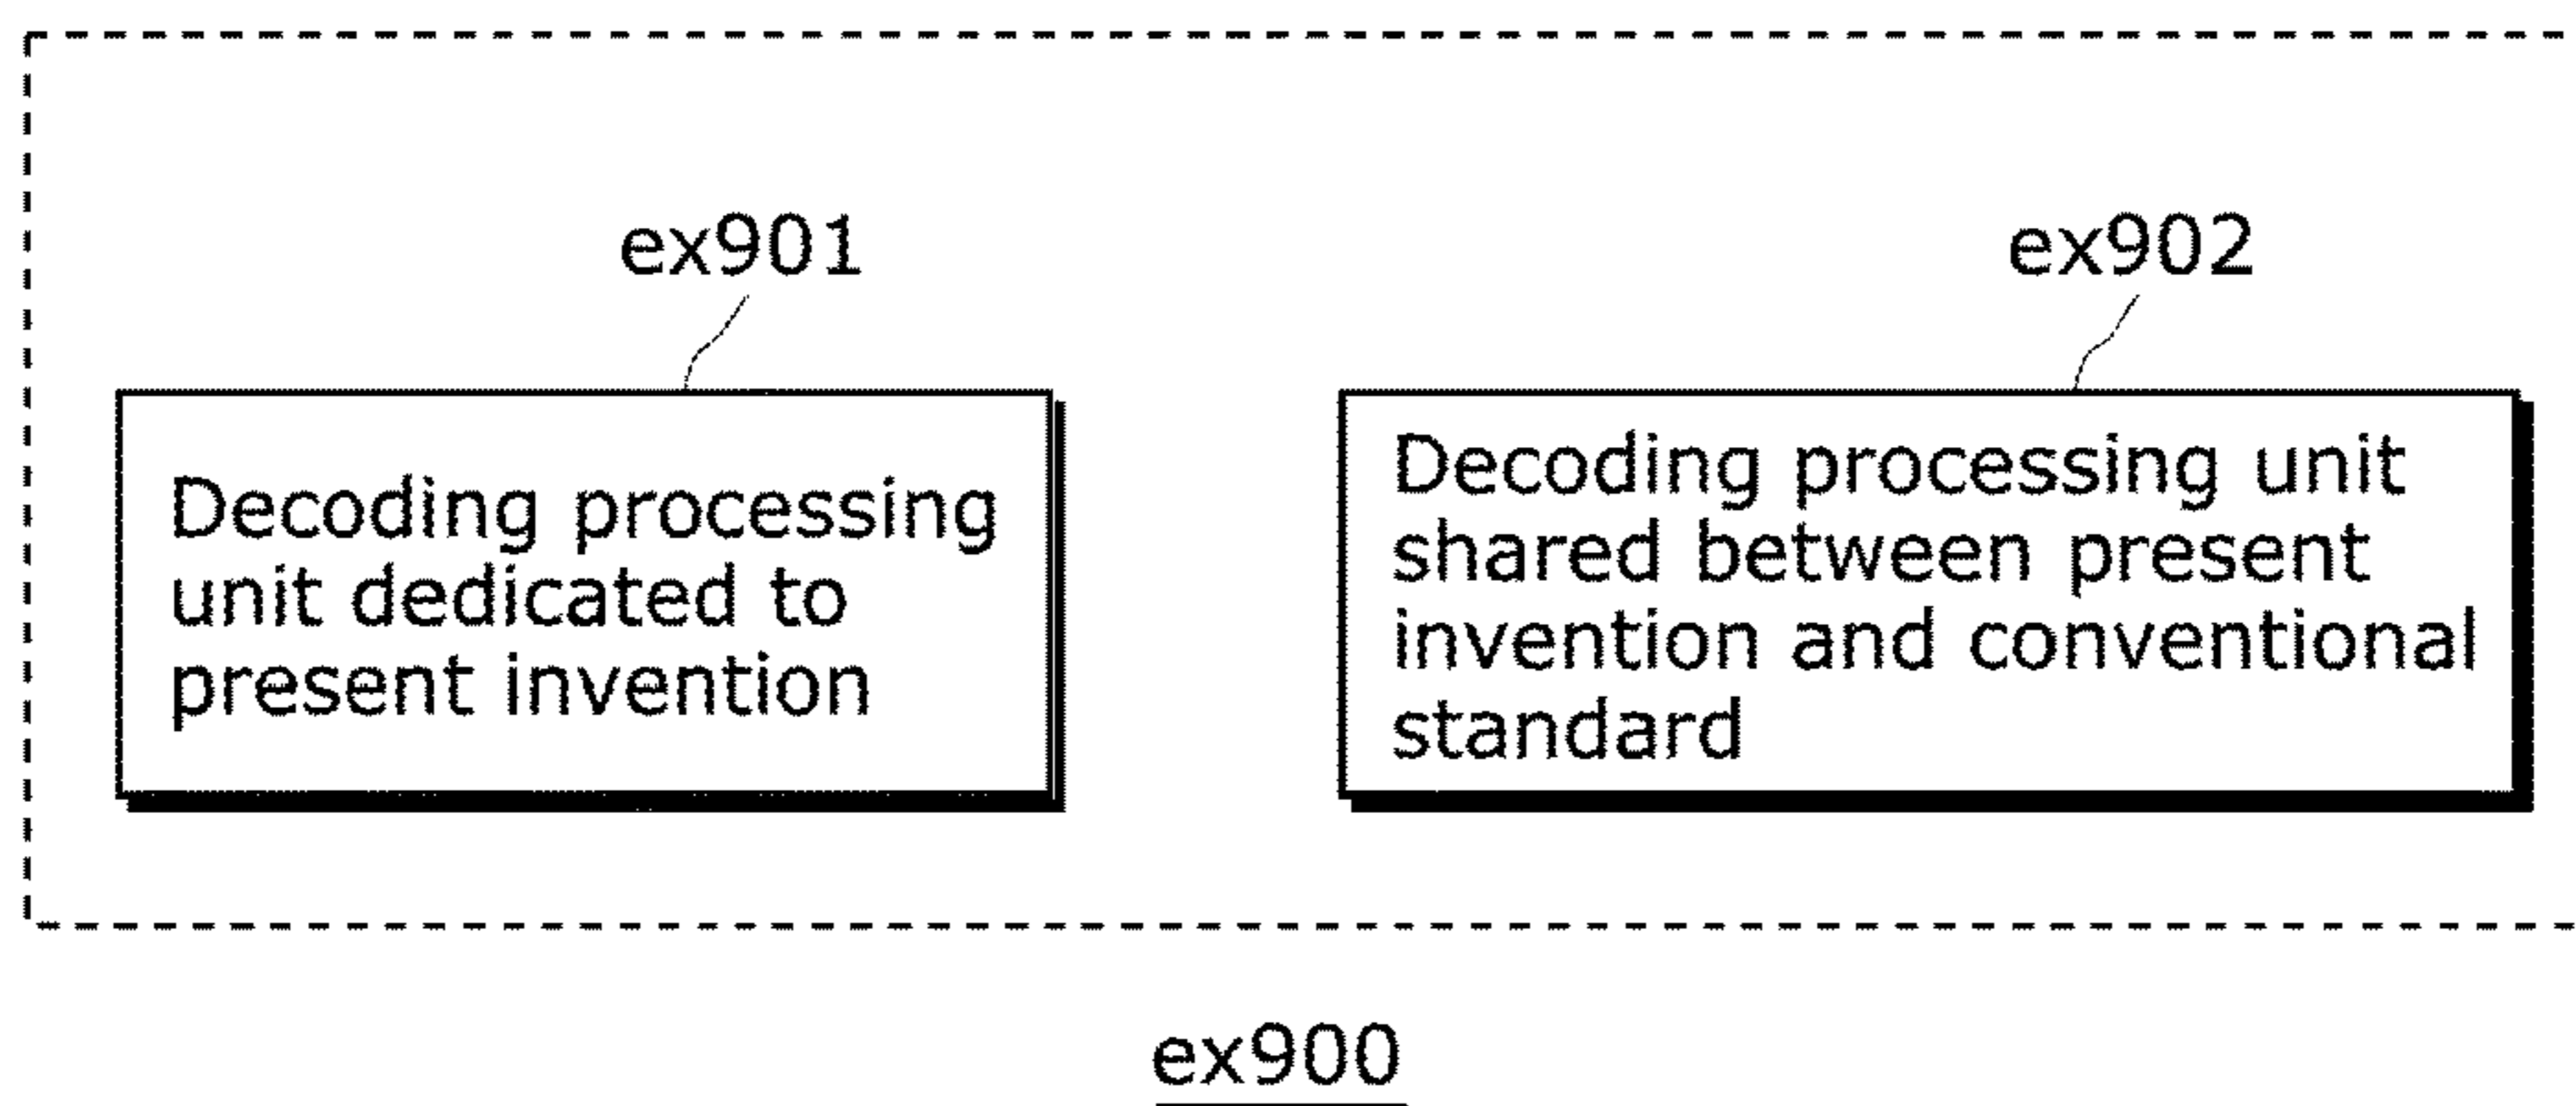 ex901
Decoding processing
unit dedicated to
present invention
ex902
Decoding processing unit
shared between present
invention and conventional
standard
ex900